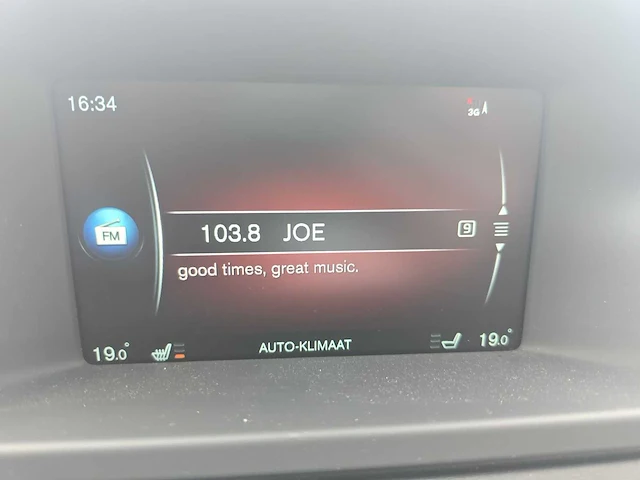 16:34
3G
FM
103.8 JOE
9
good times, great music.
19.0°
AUTO-KLIMAAT
19.0°